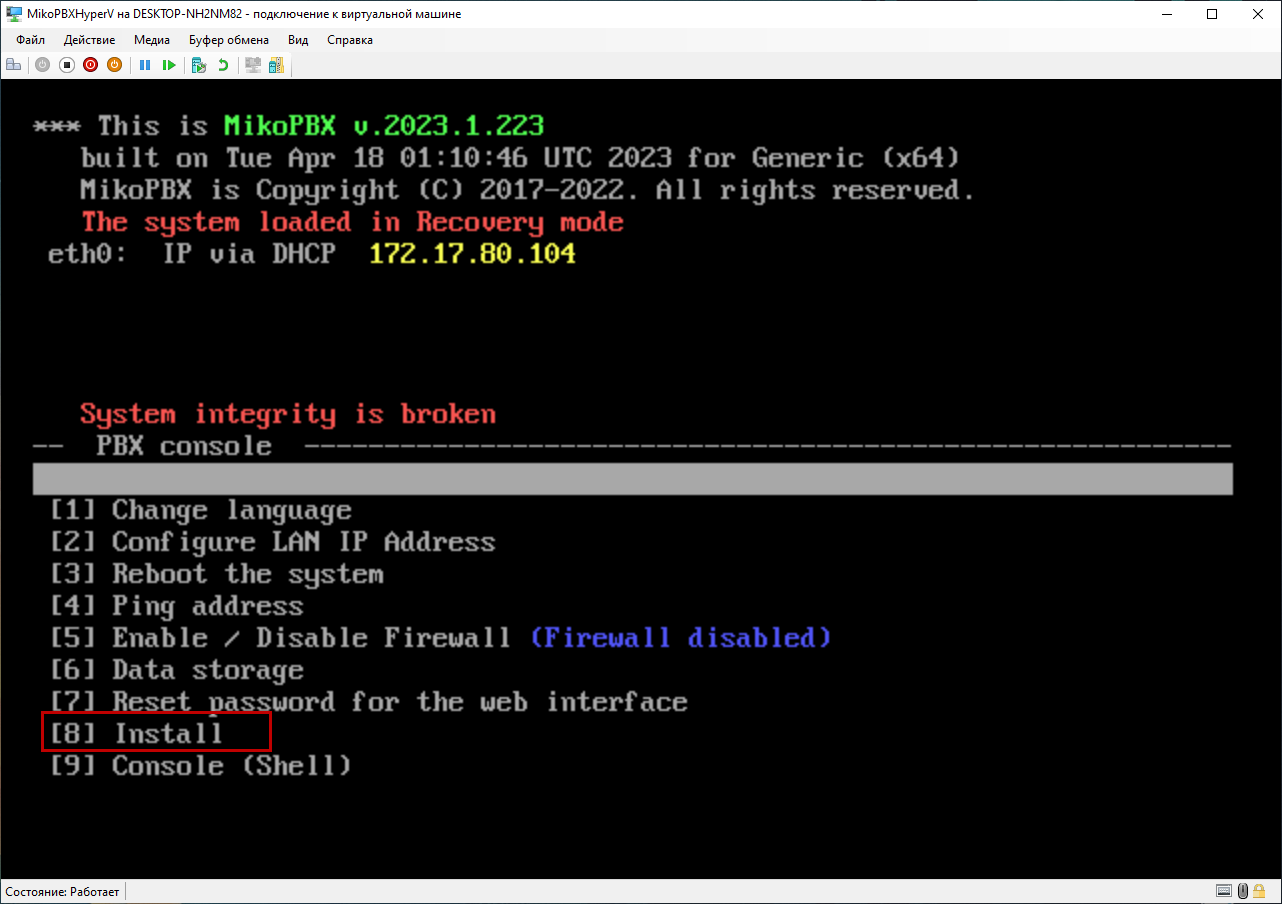 MikoPBXHyperV на DESKTOP-NH2NM82 - подключение к виртуальной машине
Файл Действие Медиа Буфер обмена Вид Справка
*** This is MikoPBX v.2023.1.223
built on Tue Apr 18 01:10:46 UTC 2023 for Generic (x64)
MikoPBX is Copyright (C) 2017-2022. All rights reserved.
The system loaded in Recovery mode
eth0: IP via DHCP 172.17.80.104
System integrity is broken
-- PBX console ----------------------------------------------------------
[1] Change language
[2] Configure LAN IP Address
[3] Reboot the system
[4] Ping address
[5] Enable / Disable Firewall (Firewall disabled)
[6] Data storage
[7] Reset password for the web interface
[8] Install
[9] Console (Shell)
Состояние: Работает